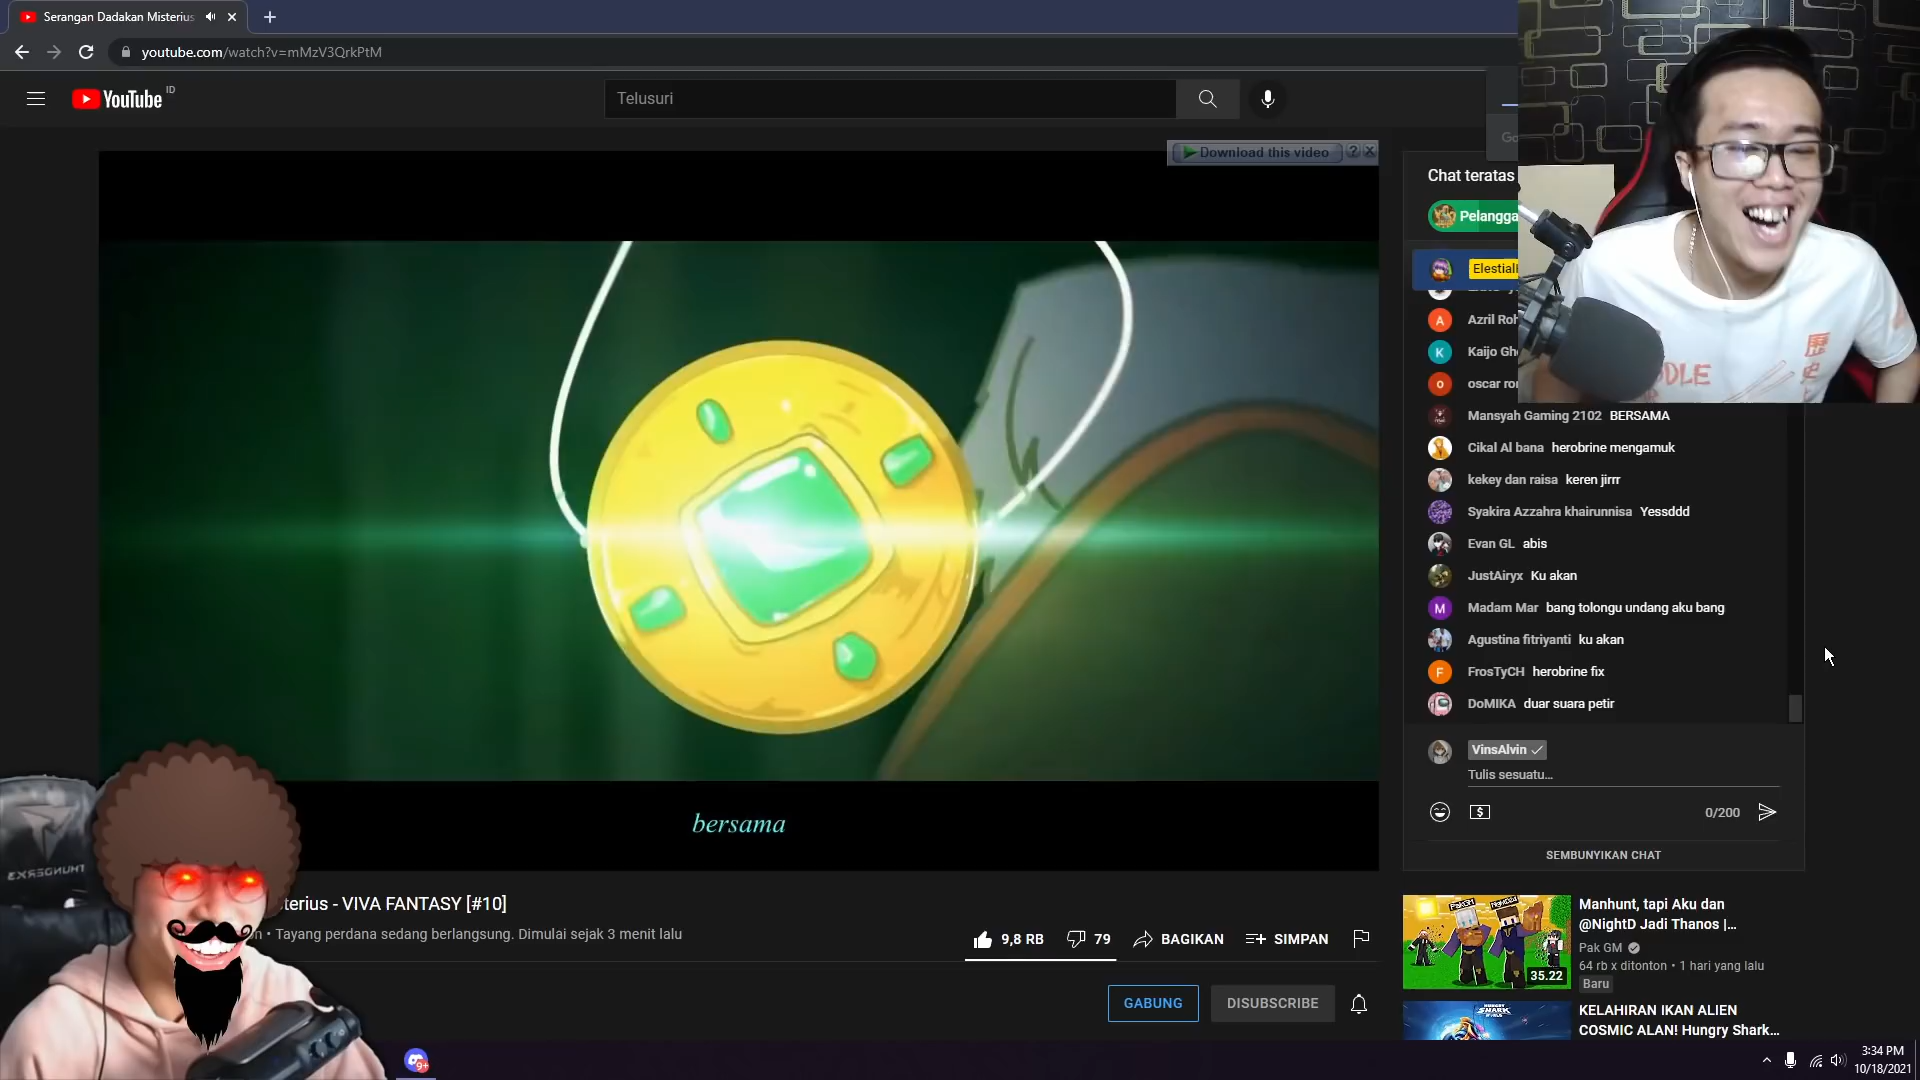 Serangan Dadakan Misterius
youtube.com/watch?v=mMzV3QrkPtM
YouTube ID
Telusuri
Download this video ? X
Chat teratas
Pelangga
Elestial
Azril Roh
Kaijo Gh
oscar ro
Mansyah Gaming 2102 BERSAMA
Cikal Al bana herobrine mengamuk
kekey dan raisa keren jirrr
Syakira Azzahra khairunnisa Yessddd
Evan GL abis
JustAiryx Ku akan
Madam Mar bang tolongu undang aku bang
Agustina fitriyanti ku akan
FrosTyCH herobrine fix
DoMIKA duar suara petir
VinsAlvin
Tulis sesuatu...
0/200
SEMBUNYIKAN CHAT
bersama
sterius - VIVA FANTASY [#10]
n • Tayang perdana sedang berlangsung. Dimulai sejak 3 menit lalu
9,8 RB 79 BAGIKAN SIMPAN
GABUNG DISUBSCRIBE
Manhunt, tapi Aku dan
@NightD Jadi Thanos |...
Pak GM
64 rb x ditonton • 1 hari yang lalu
Baru
35.22
KELAHIRAN IKAN ALIEN
COSMIC ALAN! Hungry Shark...
HUNGRY
SHARK
9+
3:34 PM
10/18/2021
歴
史